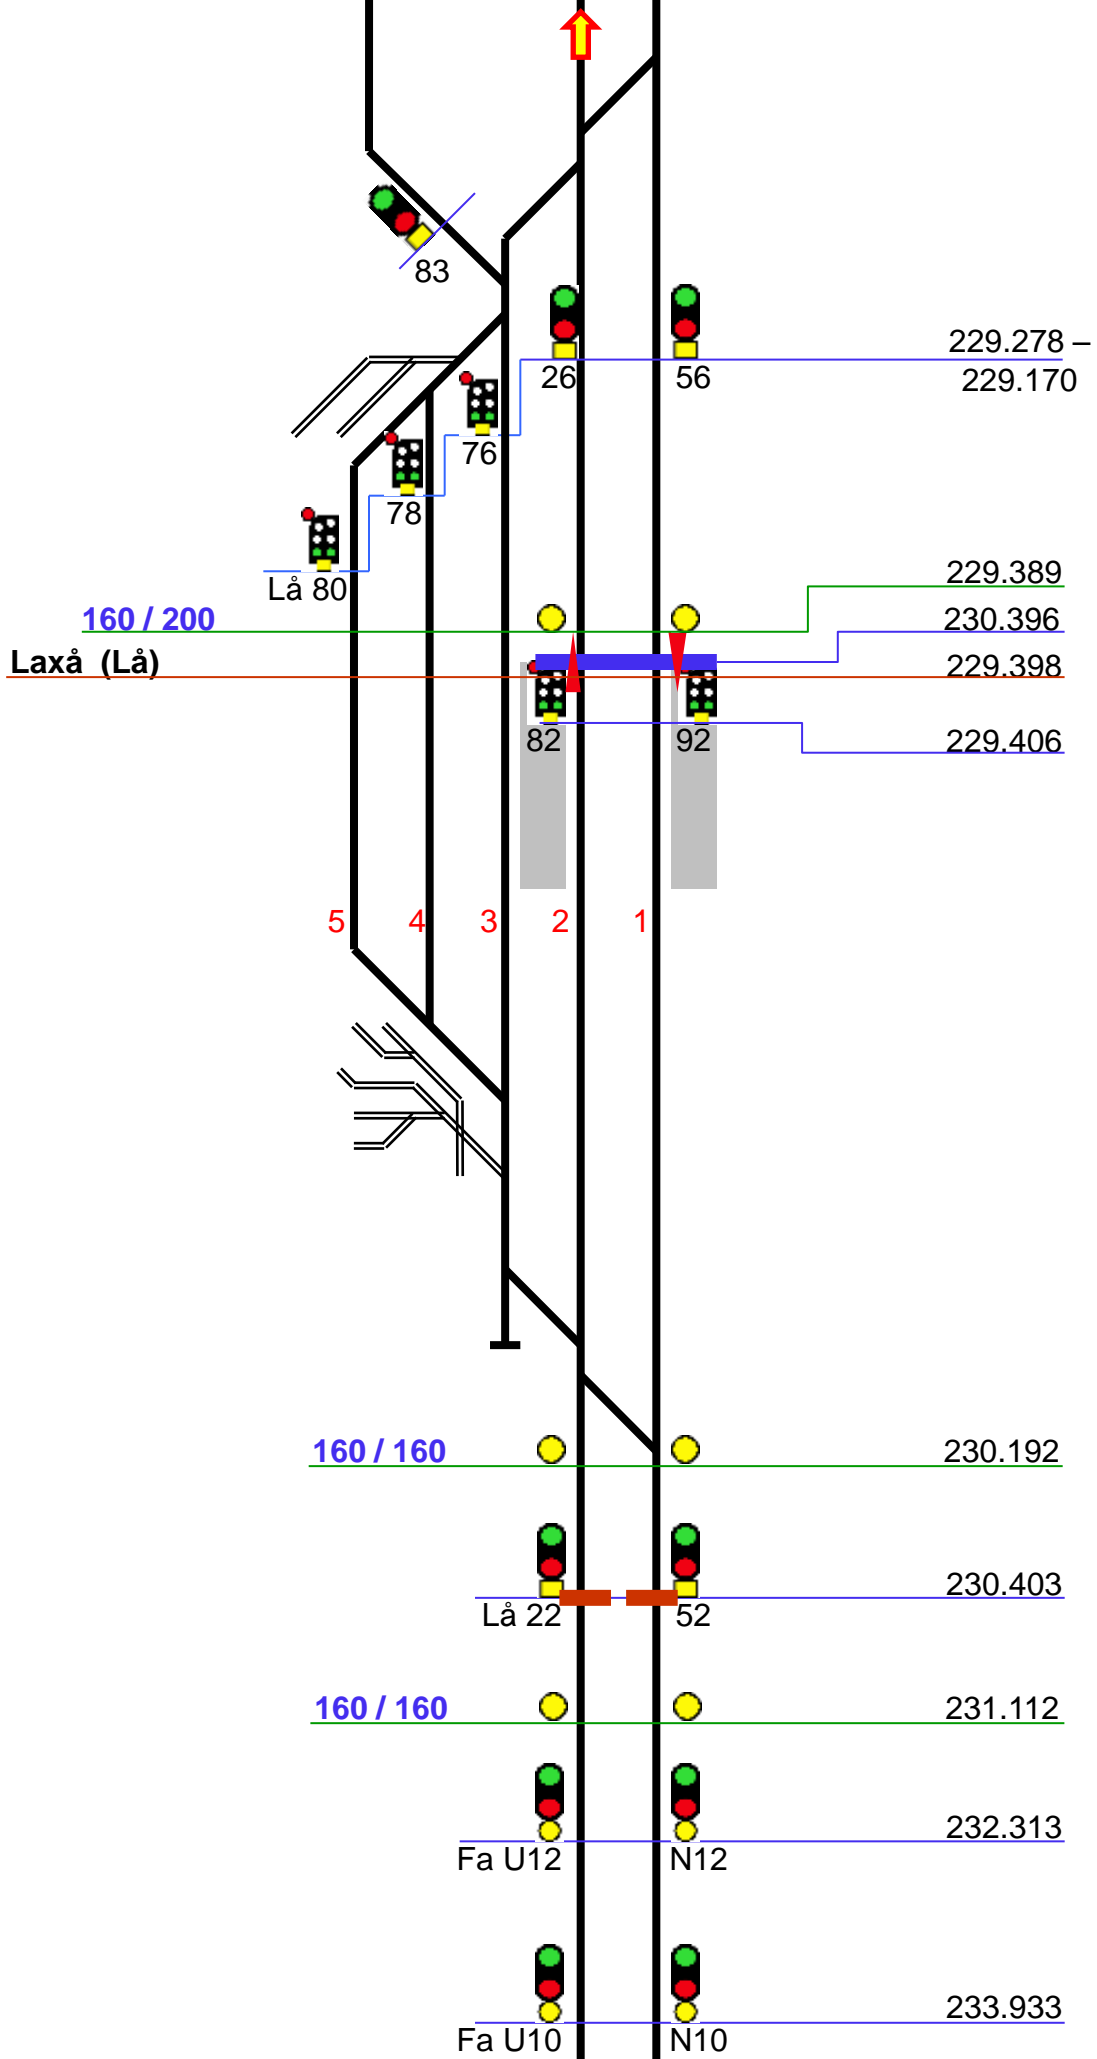 83
26
56
229.278 –
229.170
76
78
Lå 80
229.389
160 / 200
230.396
Laxå (Lå)
229.398
82
92
229.406
5 4 3 2 1
160 / 160
230.192
230.403
Lå 22
52
160 / 160
231.112
232.313
Fa U12
N12
233.933
Fa U10
N10